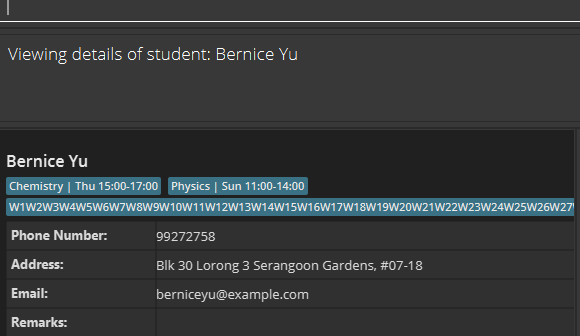 Viewing details of student: Bernice Yu
Bernice Yu
Chemistry | Thu 15:00-17:00 Physics | Sun 11:00-14:00
W1W2W3W4W5W6W7W8W9W10W11W12W13W14W15W16W17W18W19W20W21W22W23W24W25W26W27
Phone Number: 99272758
Address: Blk 30 Lorong 3 Serangoon Gardens, #07-18
Email: berniceyu@example.com
Remarks: